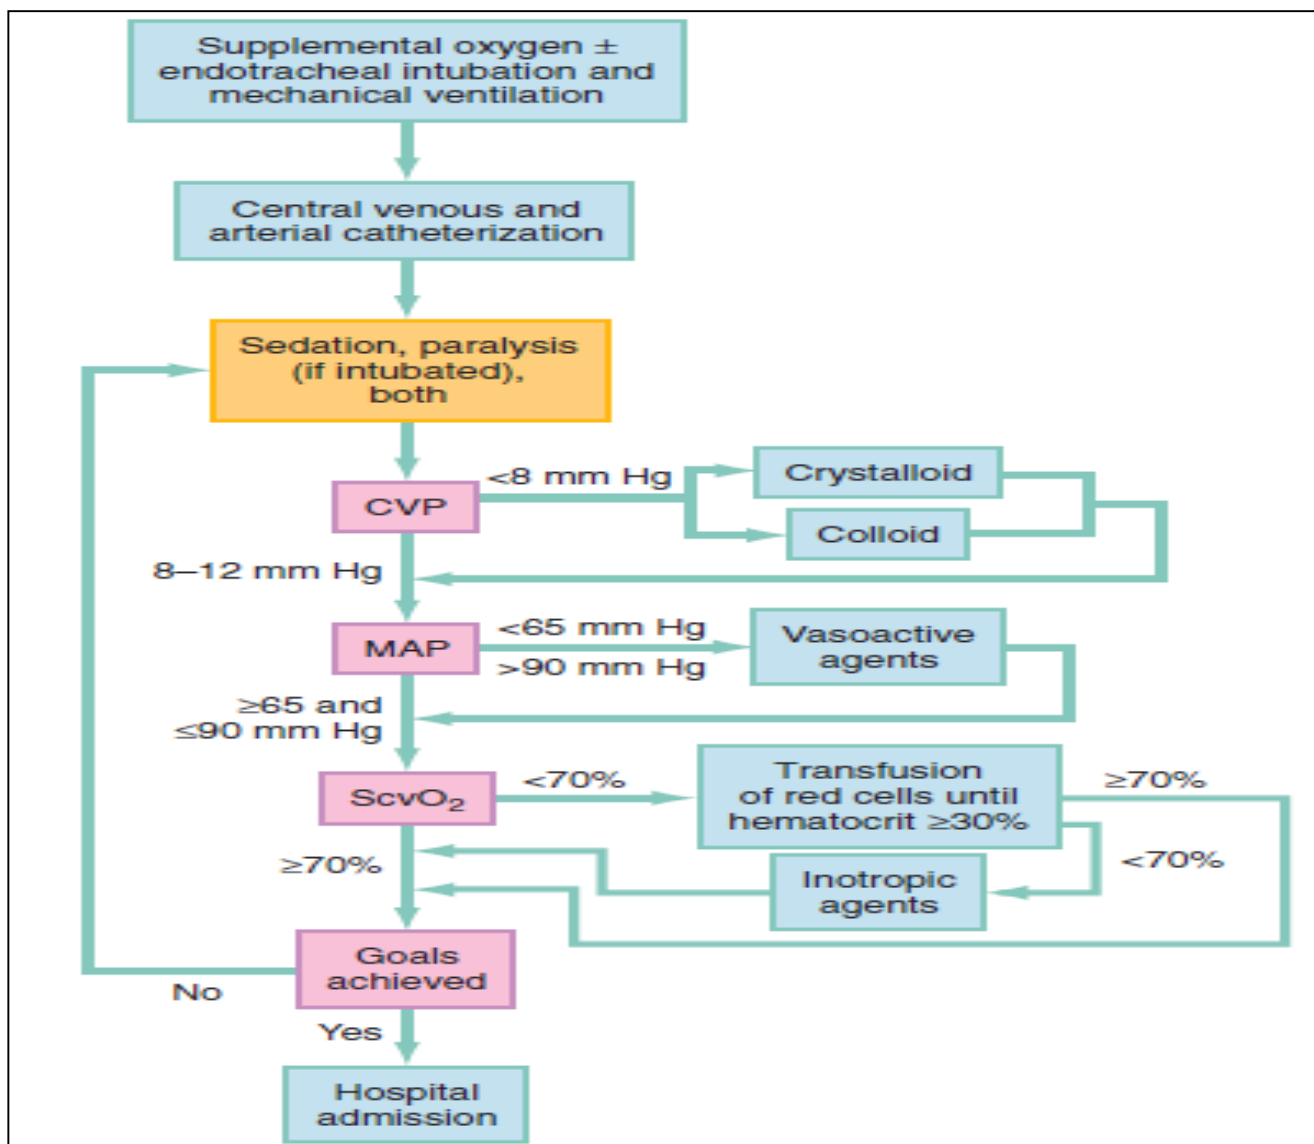 Supplemental oxygen ±
endotracheal intubation and
mechanical ventilation
Central venous and
arterial catheterization
Sedation, paralysis
(if intubated),
both
CVP
<8 mm Hg
Crystalloid
Colloid
8–12 mm Hg
MAP
<65 mm Hg
>90 mm Hg
Vasoactive
agents
≥65 and
≤90 mm Hg
ScvO₂
<70%
Transfusion
of red cells until
hematocrit ≥30%
≥70%
<70%
Inotropic
agents
≥70%
Goals
achieved
No
Yes
Hospital
admission